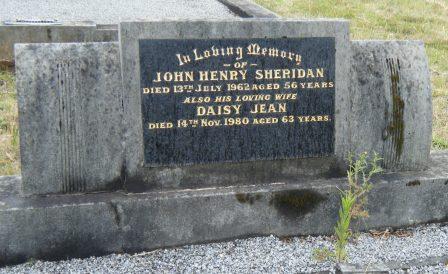 In Loving Memory
– OF –
JOHN HENRY SHERIDAN
DIED 13TH JULY 1962 AGED 56 YEARS
ALSO HIS LOVING WIFE
DAISY JEAN
DIED 14TH NOV. 1980 AGED 63 YEARS.